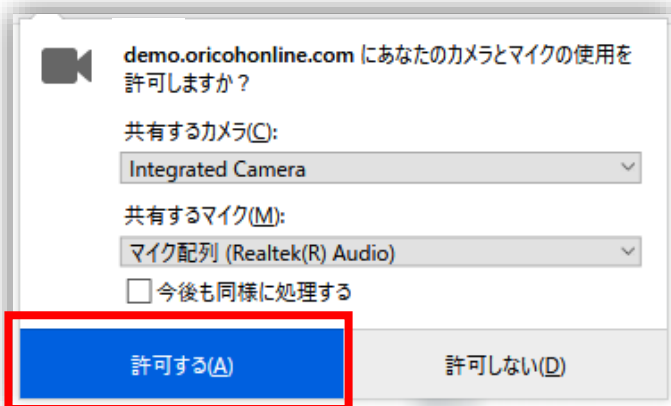 demo.oricohonline.com にあなたのカメラとマイクの使用を
許可しますか？
共有するカメラ(C):
Integrated Camera
共有するマイク(M):
マイク配列 (Realtek(R) Audio)
今後も同様に処理する
許可する(A)
許可しない(D)